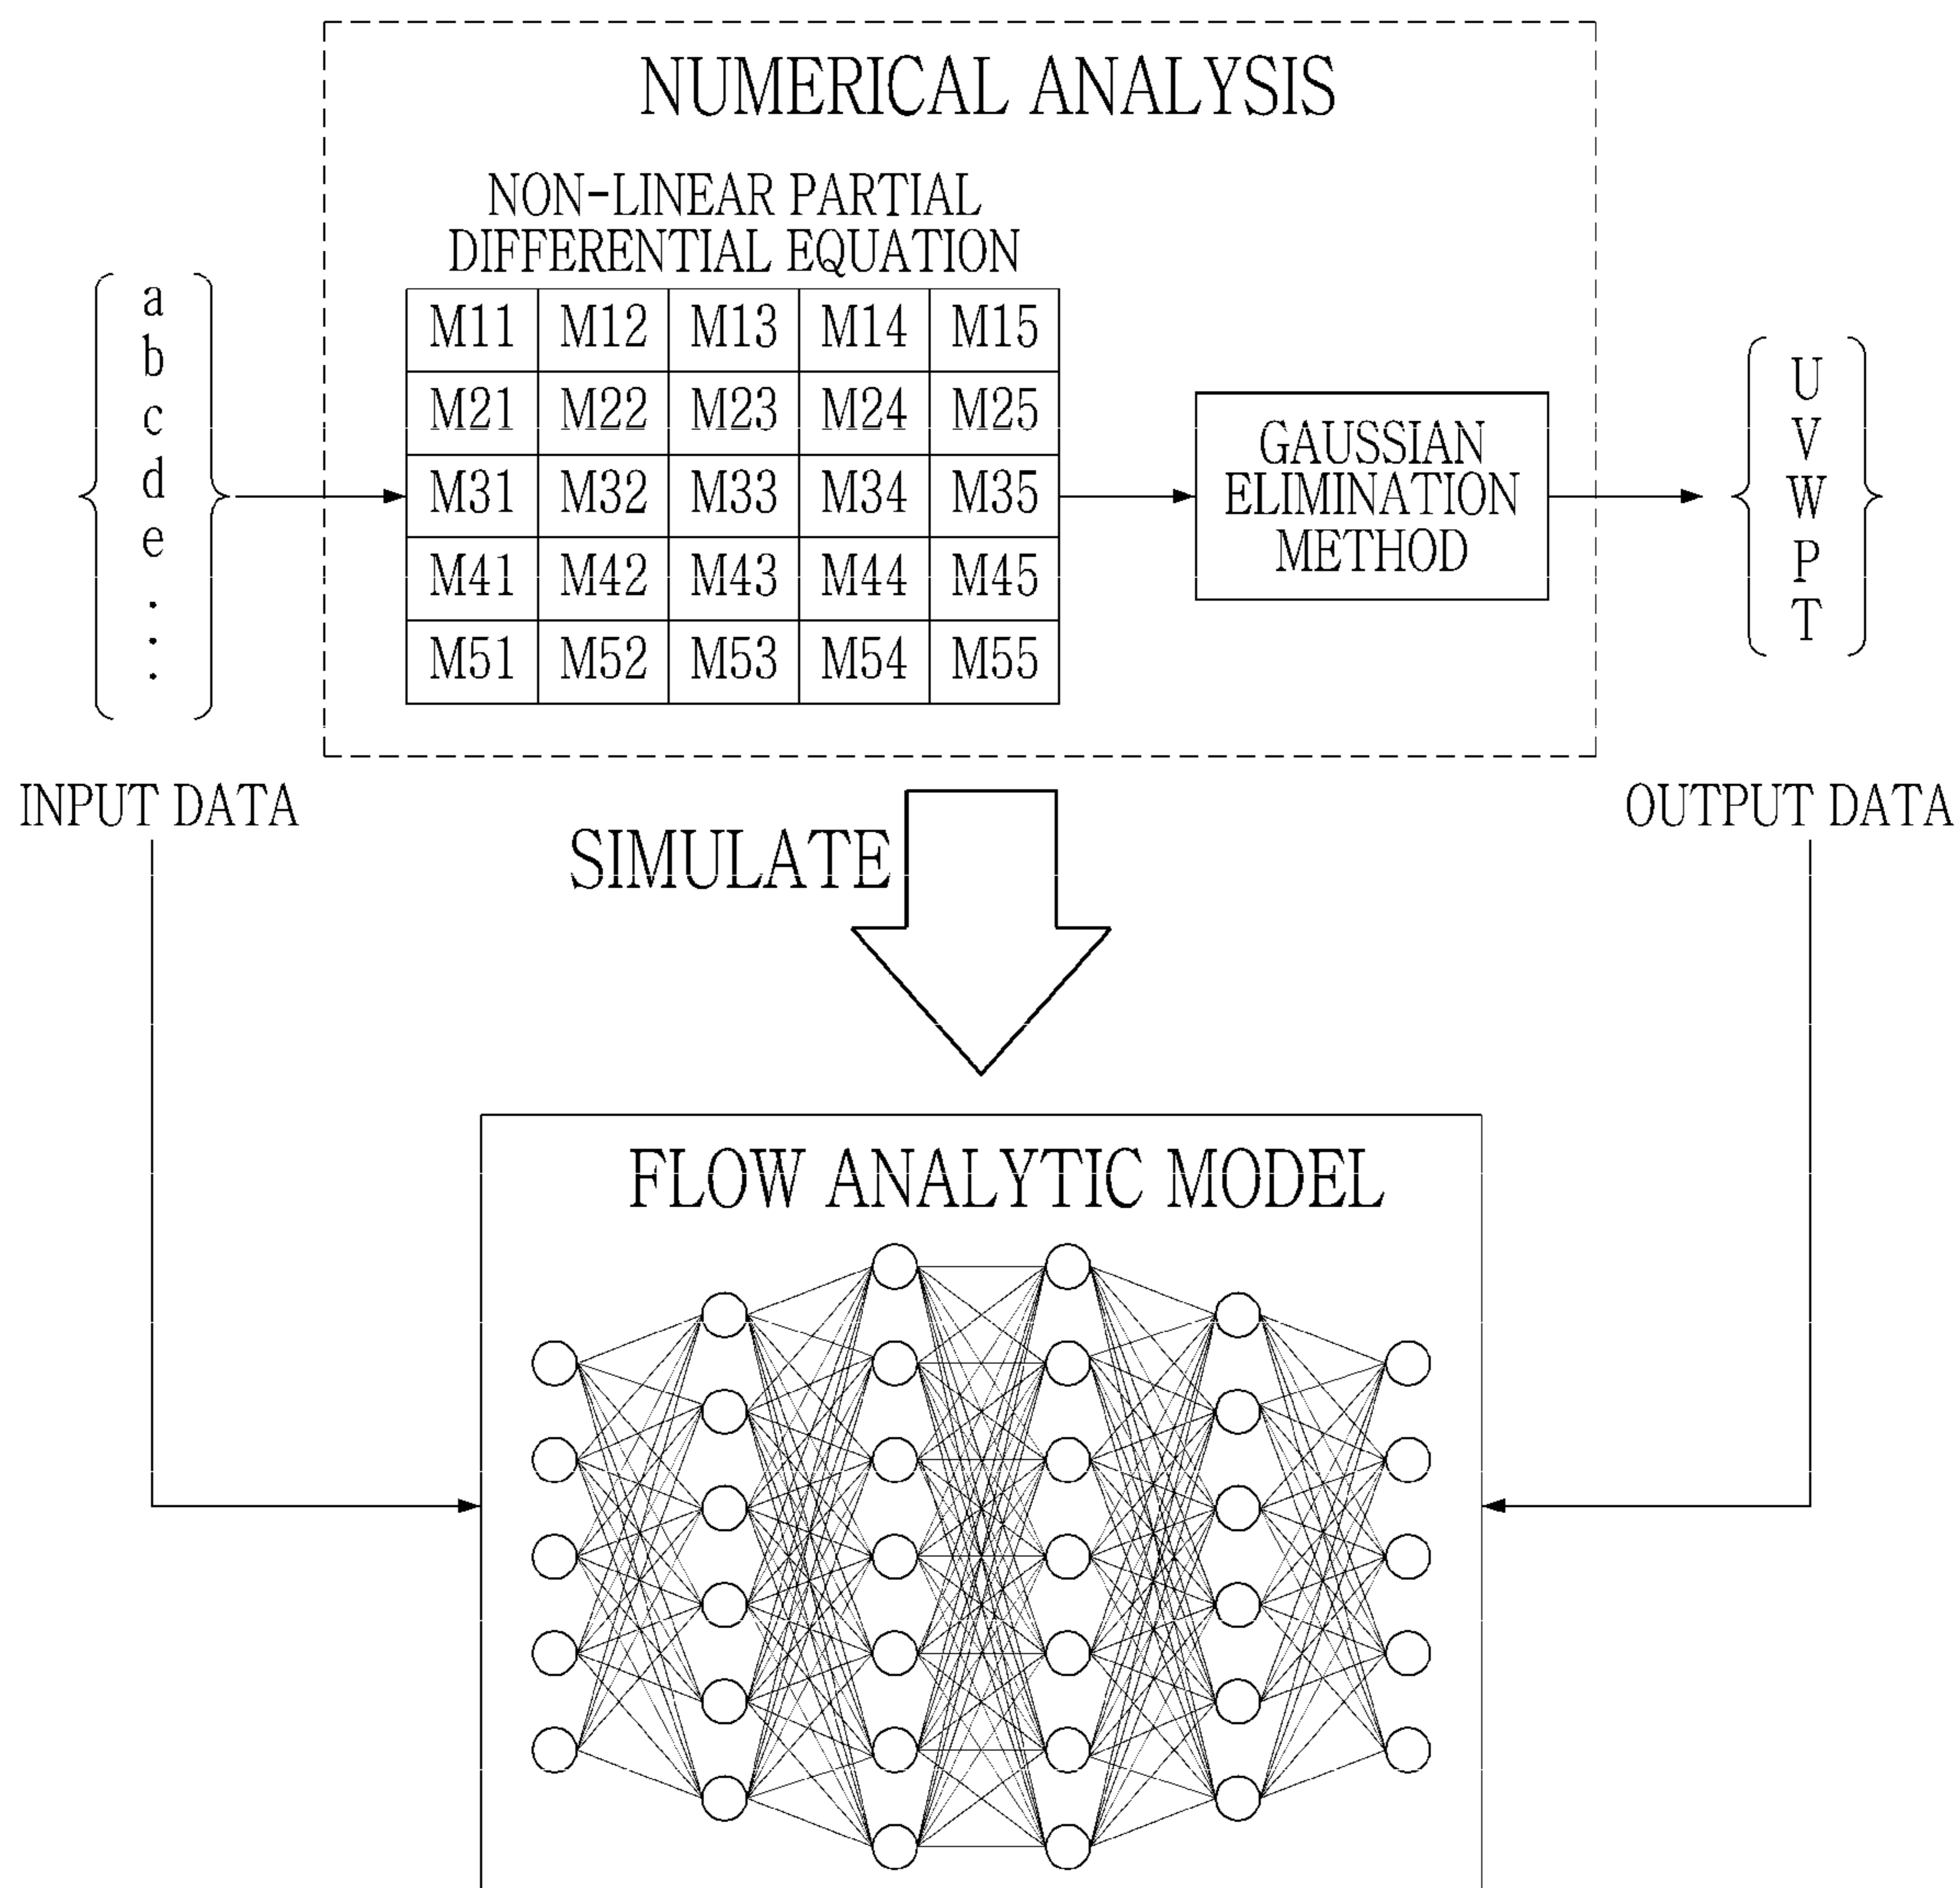 NUMERICAL ANALYSIS
NON-LINEAR PARTIAL
DIFFERENTIAL EQUATION
a
b
c
d
e
.
.
.
M11 M12 M13 M14 M15
M21 M22 M23 M24 M25
M31 M32 M33 M34 M35
M41 M42 M43 M44 M45
M51 M52 M53 M54 M55
GAUSSIAN
ELIMINATION
METHOD
U
V
W
P
T
INPUT DATA
OUTPUT DATA
SIMULATE
FLOW ANALYTIC MODEL